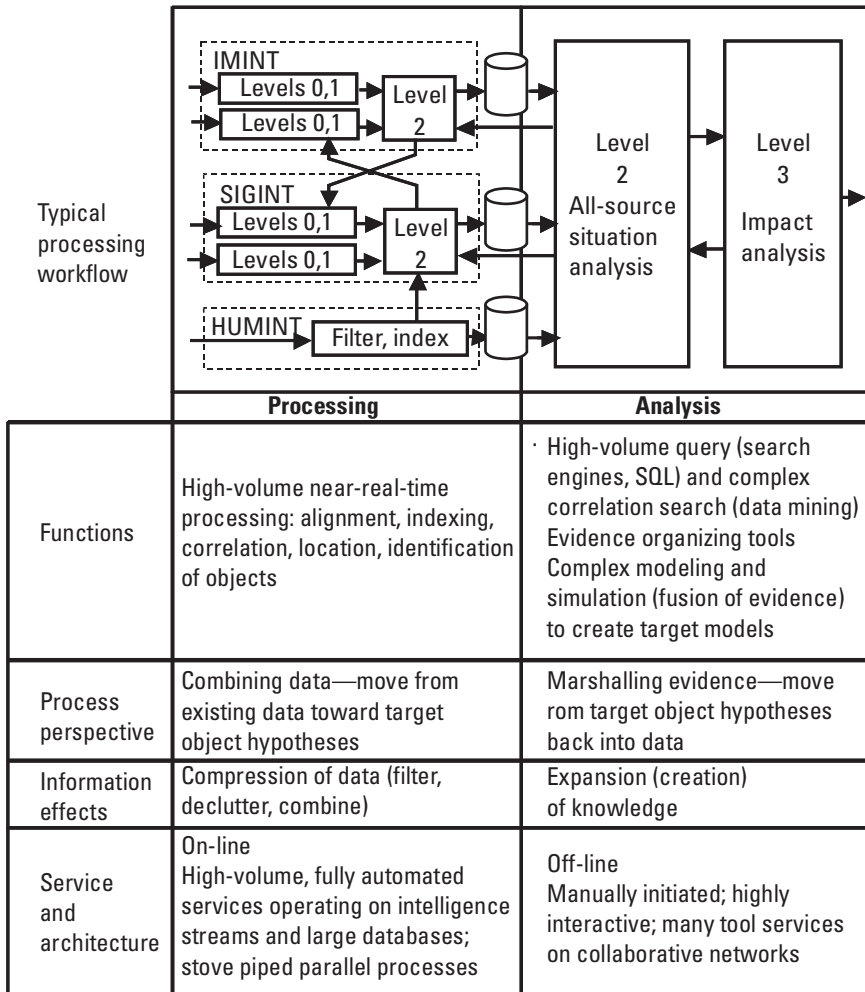 IMINT
Levels 0,1
Levels 0,1
Level
2
SIGINT
Levels 0,1
Levels 0,1
Level
2
HUMINT
Filter, index
Level
2
All-source
situation
analysis
Level
3
Impact
analysis
Typical
processing
workflow
Processing
Analysis
Functions
High-volume near-real-time
processing: alignment, indexing,
correlation, location, identification
of objects
· High-volume query (search
engines, SQL) and complex
correlation search (data mining)
Evidence organizing tools
Complex modeling and
simulation (fusion of evidence)
to create target models
Process
perspective
Combining data—move from
existing data toward target
object hypotheses
Marshalling evidence—move
rom target object hypotheses
back into data
Information
effects
Compression of data (filter,
declutter, combine)
Expansion (creation)
of knowledge
Service
and
architecture
On-line
High-volume, fully automated
services operating on intelligence
streams and large databases;
stove piped parallel processes
Off-line
Manually initiated; highly
interactive; many tool services
on collaborative networks